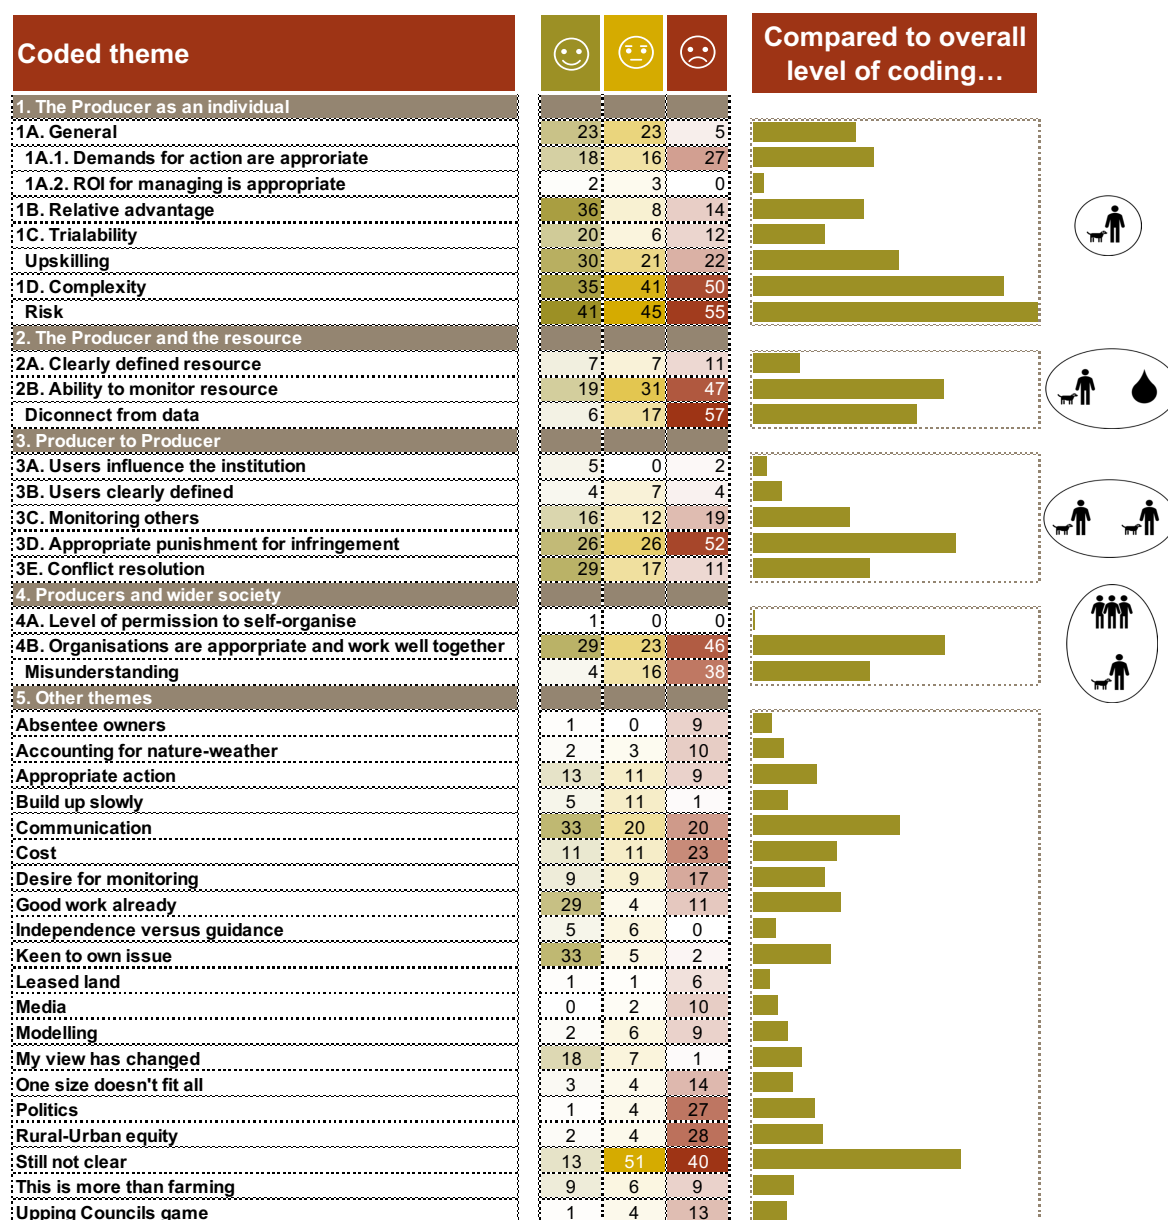 Coded theme
Compared to overall
level of coding...
1. The Producer as an individual
1A. General 23 23 5
1A.1. Demands for action are approriate 18 16 27
1A.2. ROI for managing is appropriate 2 3 0
1B. Relative advantage 36 8 14
1C. Trialability 20 6 12
Upskilling 30 21 22
1D. Complexity 35 41 50
Risk 41 45 55
2. The Producer and the resource
2A. Clearly defined resource 7 7 11
2B. Ability to monitor resource 19 31 47
Diconnect from data 6 17 57
3. Producer to Producer
3A. Users influence the institution 5 0 2
3B. Users clearly defined 4 7 4
3C. Monitoring others 16 12 19
3D. Appropriate punishment for infringement 26 26 52
3E. Conflict resolution 29 17 11
4. Producers and wider society
4A. Level of permission to self-organise 1 0 0
4B. Organisations are apporpriate and work well together 29 23 46
Misunderstanding 4 16 38
5. Other themes
Absentee owners 1 0 9
Accounting for nature-weather 2 3 10
Appropriate action 13 11 9
Build up slowly 5 11 1
Communication 33 20 20
Cost 11 11 23
Desire for monitoring 9 9 17
Good work already 29 4 11
Independence versus guidance 5 6 0
Keen to own issue 33 5 2
Leased land 1 1 6
Media 0 2 10
Modelling 2 6 9
My view has changed 18 7 1
One size doesn't fit all 3 4 14
Politics 1 4 27
Rural-Urban equity 2 4 28
Still not clear 13 51 40
This is more than farming 9 6 9
Upping Councils game 1 4 13